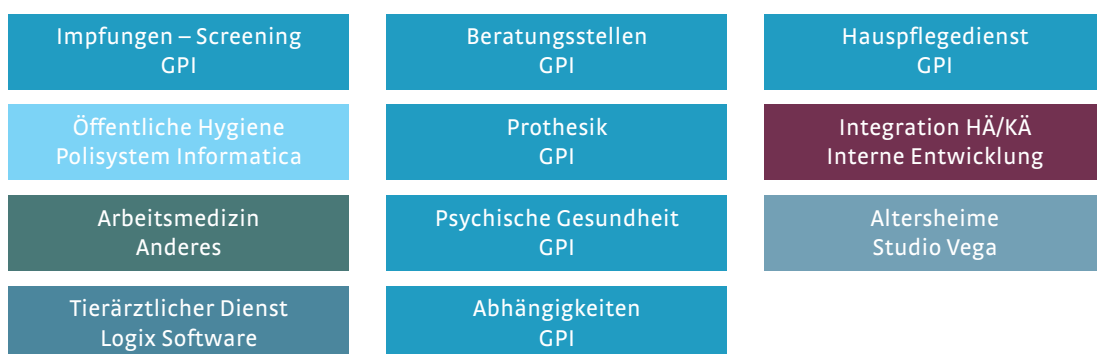 Impfungen – Screening
GPI
Beratungsstellen
GPI
Hauspflegedienst
GPI
Öffentliche Hygiene
Polisystem Informatica
Prothesik
GPI
Integration HÄ/KÄ
Interne Entwicklung
Arbeitsmedizin
Anderes
Psychische Gesundheit
GPI
Altersheime
Studio Vega
Tierärztlicher Dienst
Logix Software
Abhängigkeiten
GPI